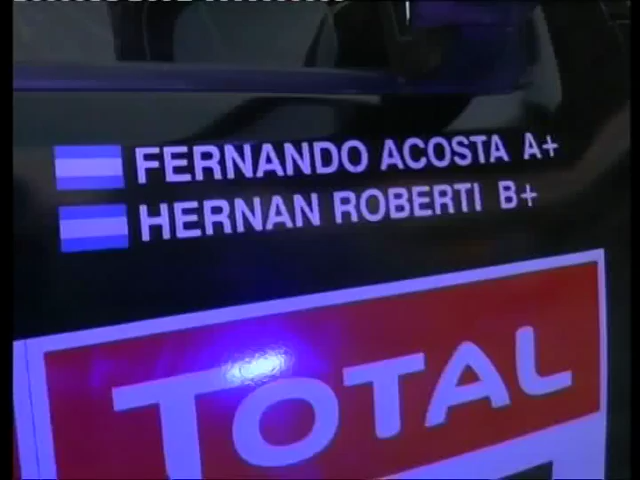 FERNANDO ACOSTA A+
HERNAN ROBERTI B+
TOTAL